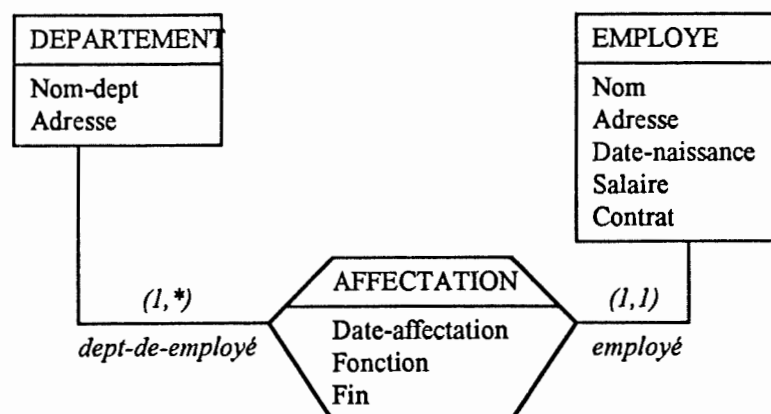 DEPARTEMENT
Nom-dept
Adresse
EMPLOYE
Nom
Adresse
Date-naissance
Salaire
Contrat
(1,*)
dept-de-employé
AFFECTATION
Date-affectation
Fonction
Fin
(1,1)
employé